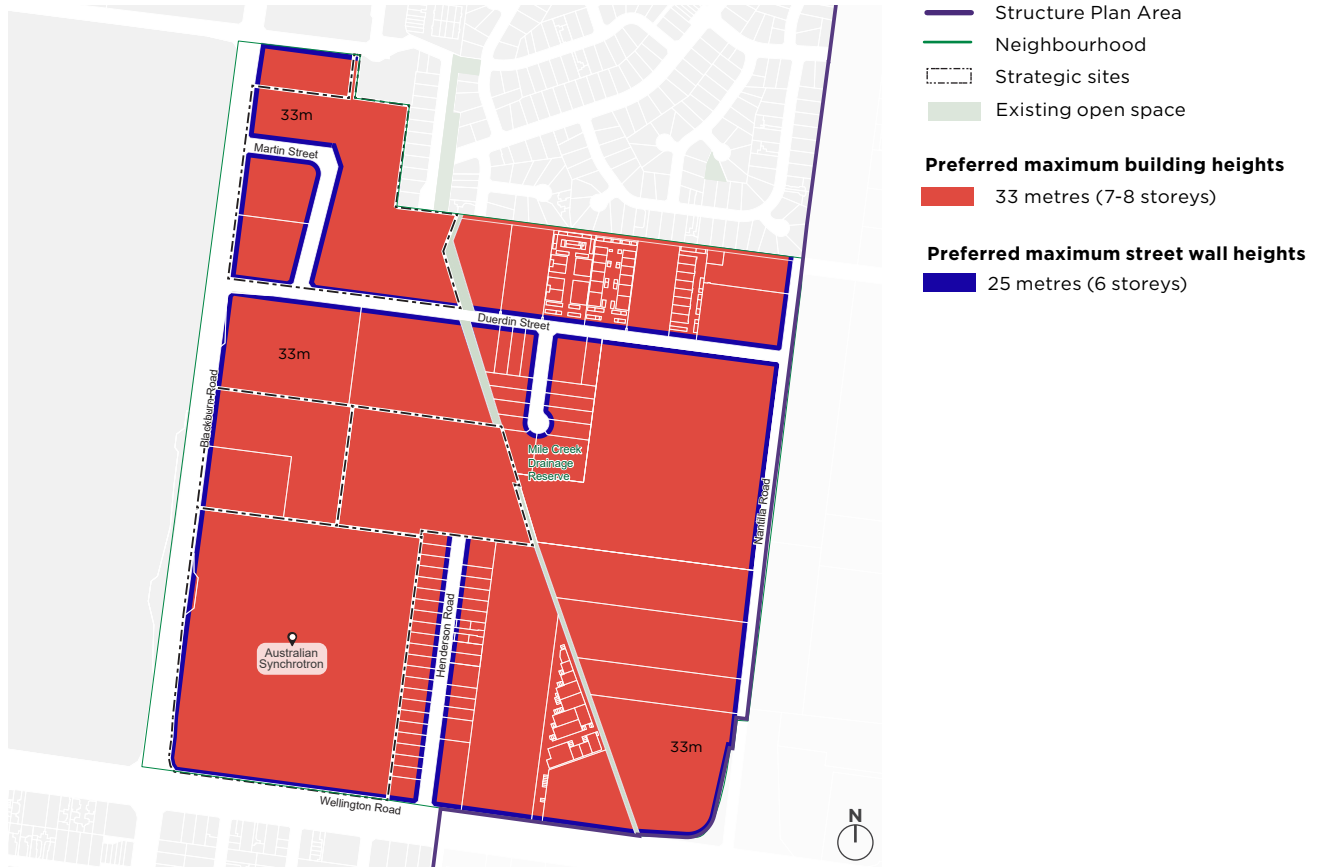 Structure Plan Area
Neighbourhood
Strategic sites
Existing open space
Preferred maximum building heights
33 metres (7-8 storeys)
Preferred maximum street wall heights
25 metres (6 storeys)
33m
Martin Street
Duerdin Street
33m
Blackburn Road
Mile Creek
Drainage
Reserve
Nantilla Road
Henderson Road
Australian
Synchrotron
33m
Wellington Road
N